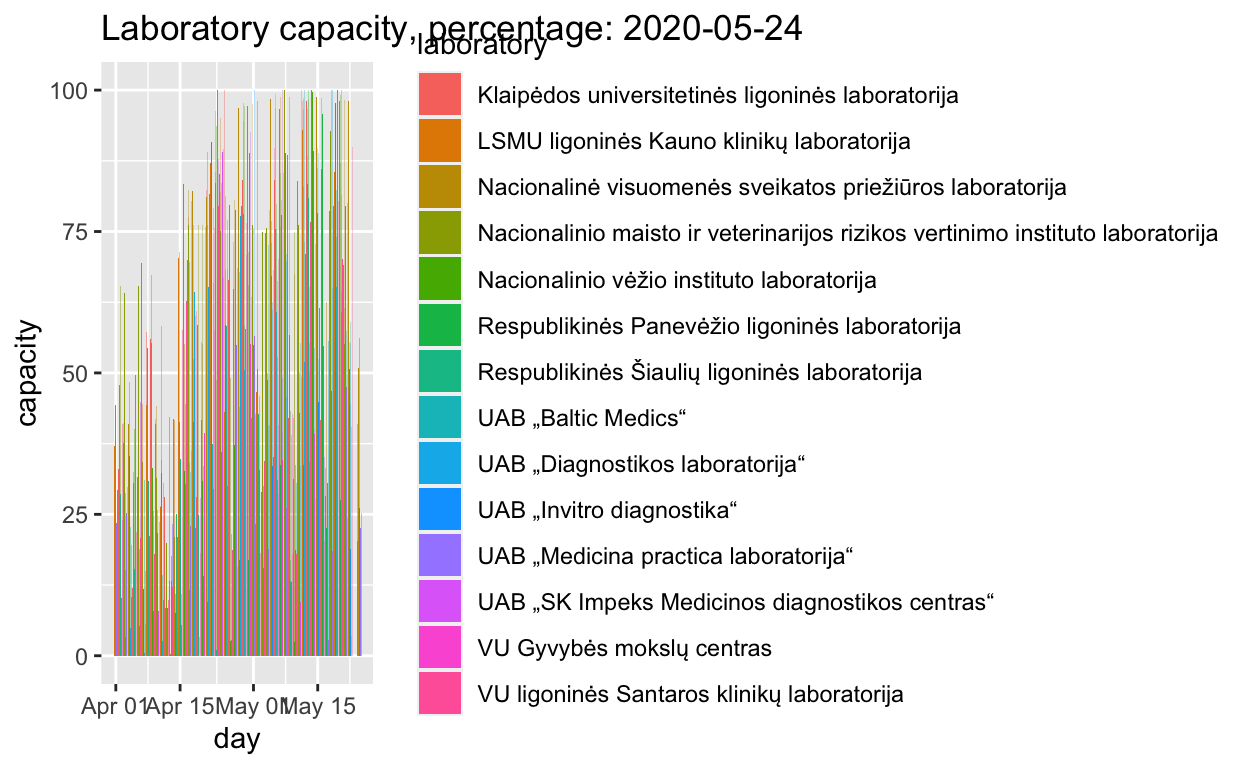 Laboratory capacity, percentage: 2020-05-24
laboratory
Klaipėdos universitetinės ligoninės laboratorija
LSMU ligoninės Kauno klinikų laboratorija
Nacionalinė visuomenės sveikatos priežiūros laboratorija
Nacionalinio maisto ir veterinarijos rizikos vertinimo instituto laboratorija
Nacionalinio vėžio instituto laboratorija
Respublikinės Panevėžio ligoninės laboratorija
Respublikinės Šiaulių ligoninės laboratorija
UAB „Baltic Medics“
UAB „Diagnostikos laboratorija“
UAB „Invitro diagnostika“
UAB „Medicina practica laboratorija“
UAB „SK Impeks Medicinos diagnostikos centras“
VU Gyvybės mokslų centras
VU ligoninės Santaros klinikų laboratorija
capacity
100
75
50
25
0
Apr 01 Apr 15 May 01 May 15
day